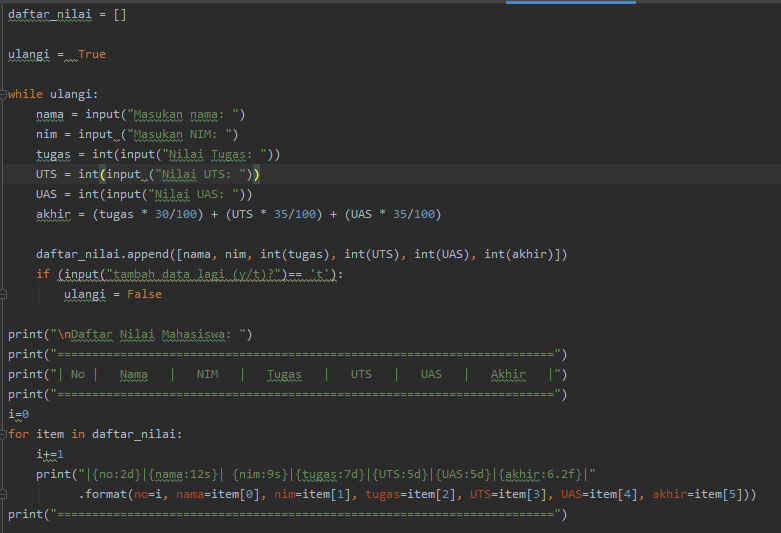 daftar_nilai = []
ulangi =  True
while ulangi:
    nama = input("Masukan nama: ")
    nim = input ("Masukan NIM: ")
    tugas = int(input("Nilai Tugas: "))
    UTS = int(input ("Nilai UTS: "))
    UAS = int(input("Nilai UAS: "))
    akhir = (tugas * 30/100) + (UTS * 35/100) + (UAS * 35/100)
    daftar_nilai.append([nama, nim, int(tugas), int(UTS), int(UAS), int(akhir)])
    if (input("tambah data lagi (y/t)?")== 't'):
        ulangi = False
print("\nDaftar Nilai Mahasiswa: ")
print("=======================================================================")
print("| No |   Nama   |   NIM   |   Tugas   |   UTS   |   UAS   |   Akhir   |")
print("=======================================================================")
i=0
for item in daftar_nilai:
    i+=1
    print("|{no:2d}|{nama:12s}| {nim:9s}|{tugas:7d}|{UTS:5d}|{UAS:5d}|{akhir:6.2f}|"
          .format(no=i, nama=item[0], nim=item[1], tugas=item[2], UTS=item[3], UAS=item[4], akhir=item[5]))
print("=======================================================================")